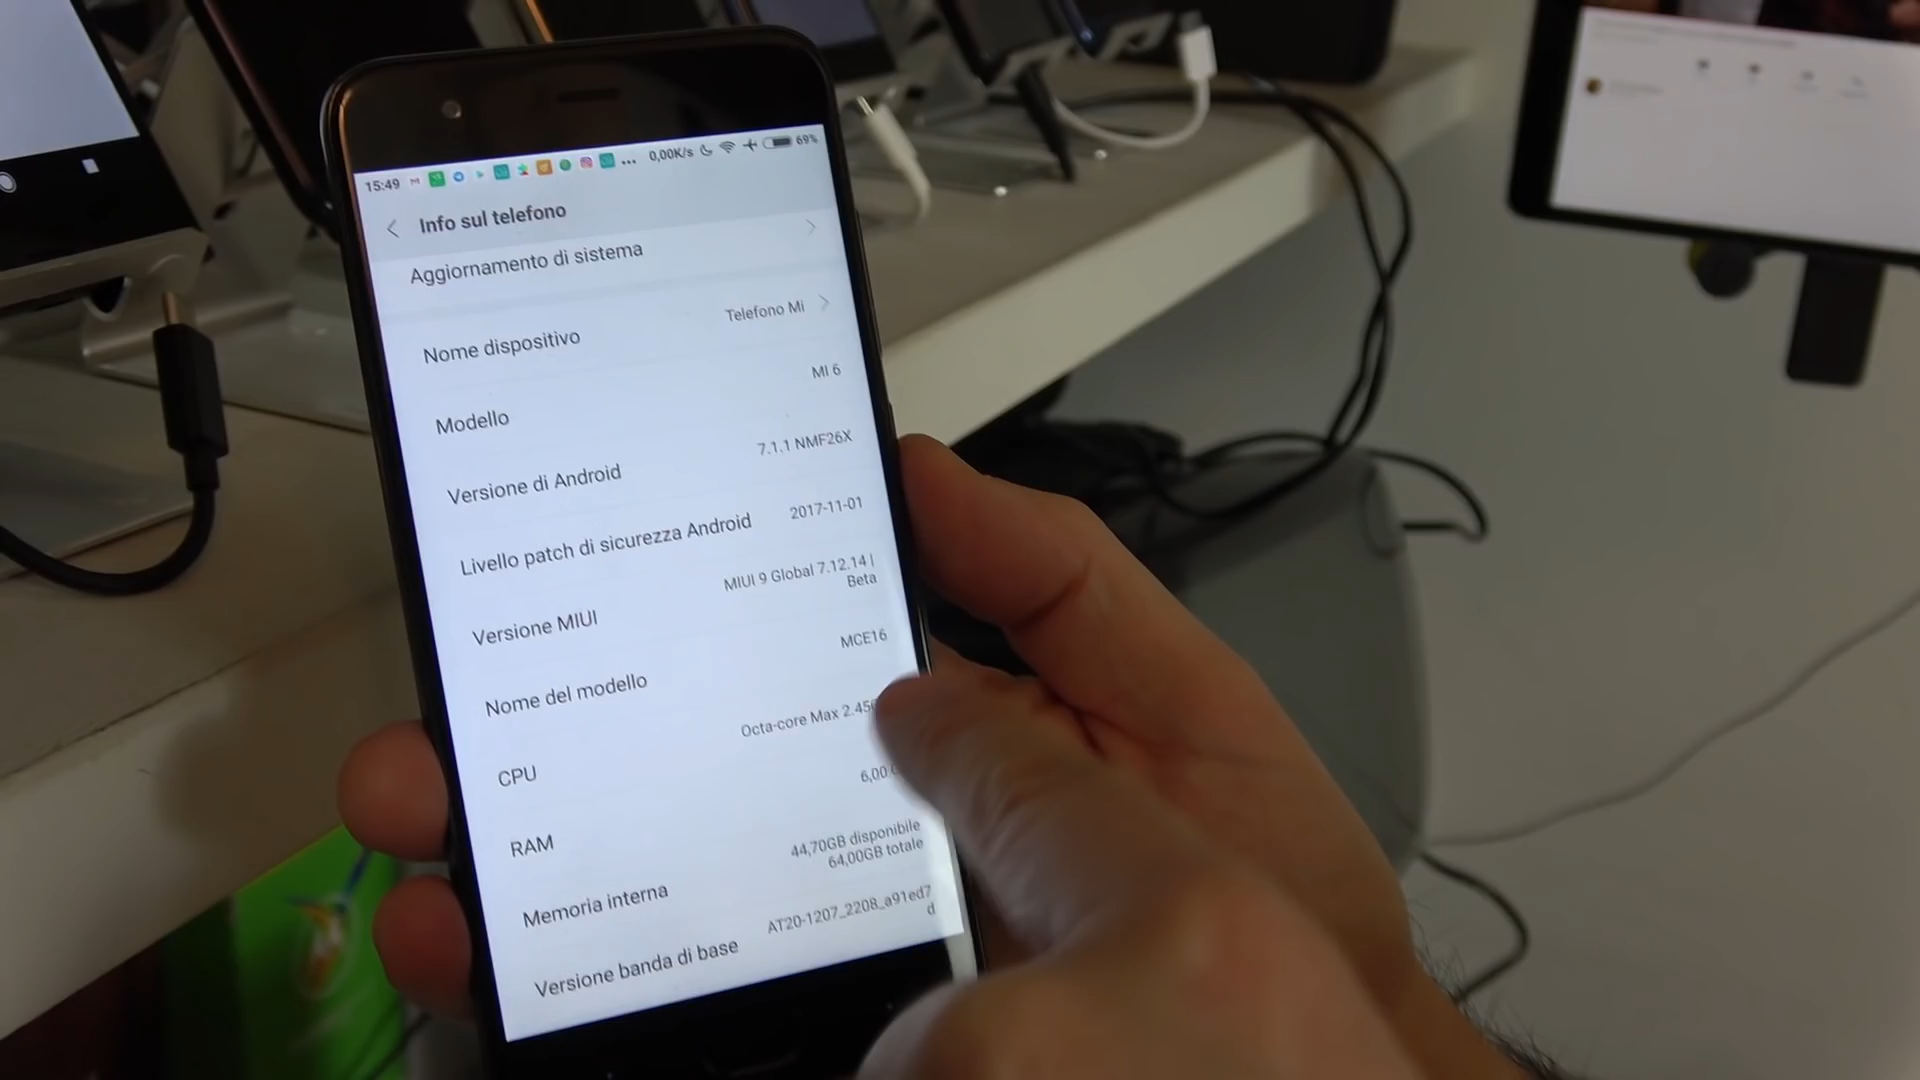 15:49 0,00K/s 69%
Info sul telefono
Aggiornamento di sistema
Nome dispositivo Telefono Mi
Modello MI 6
Versione di Android 7.1.1 NMF26X
Livello patch di sicurezza Android 2017-11-01
Versione MIUI MIUI 9 Global 7.12.14 |
Beta
Nome del modello MCE16
CPU Octa-core Max
RAM 6,00
Memoria interna 44,70GB disponibile
64,00GB totale
Versione banda di base AT20-1207_2208_a91ed7
d